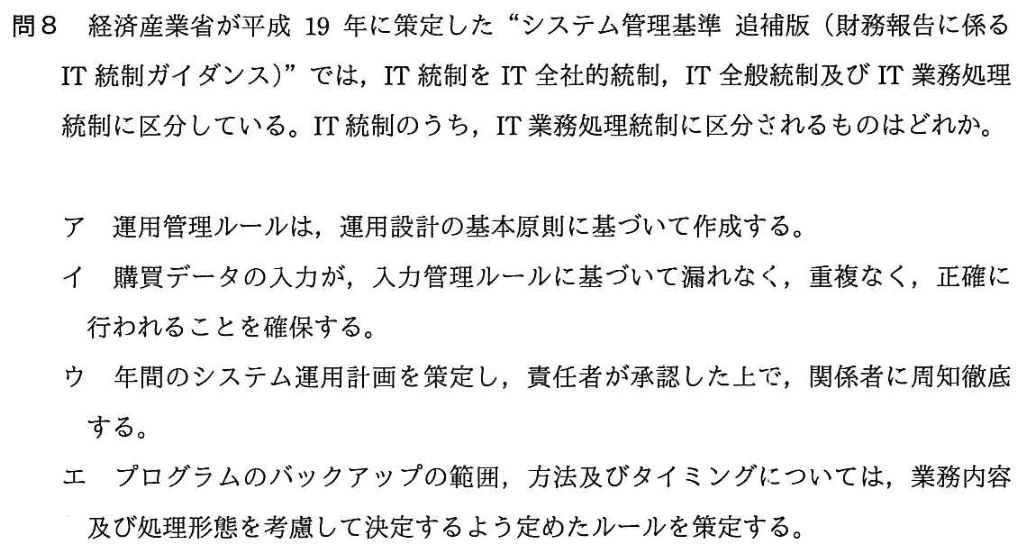 問8 経済産業省が平成 19 年に策定した“システム管理基準 追補版（財務報告に係る
IT 統制ガイダンス）”では，IT 統制を IT 全社的統制，IT 全般統制及び IT 業務処理
統制に区分している。IT 統制のうち，IT 業務処理統制に区分されるものはどれか。
ア 運用管理ルールは，運用設計の基本原則に基づいて作成する。
イ 購買データの入力が，入力管理ルールに基づいて漏れなく，重複なく，正確に
行われることを確保する。
ウ 年間のシステム運用計画を策定し，責任者が承認した上で，関係者に周知徹底
する。
エ プログラムのバックアップの範囲，方法及びタイミングについては，業務内容
及び処理形態を考慮して決定するよう定めたルールを策定する。